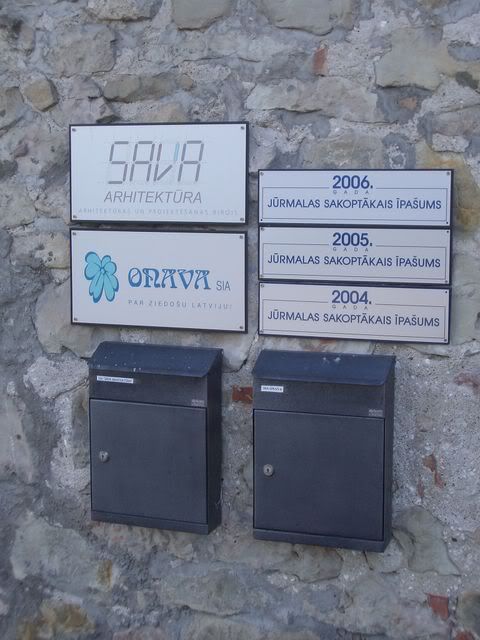 SAVA
ARHITEKTŪRA
ARHITEKTŪRAS UN PROJEKTĒŠANAS BIROJS
ONAVA SIA
PAR ZIEDOŠU LATVIJU!
2006.
GADA
JŪRMALAS SAKOPTĀKAIS ĪPAŠUMS
2005.
GADA
JŪRMALAS SAKOPTĀKAIS ĪPAŠUMS
2004.
GADA
JŪRMALAS SAKOPTĀKAIS ĪPAŠUMS